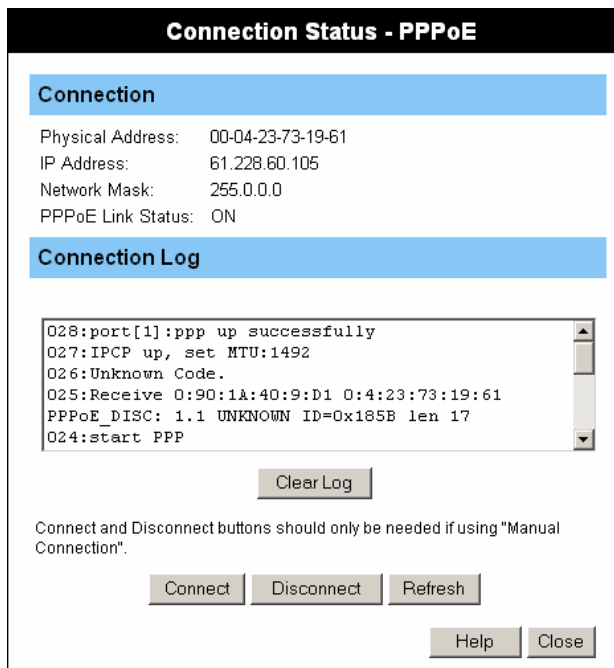 Connection Status - PPPoE
Connection
Physical Address: 00-04-23-73-19-61
IP Address: 61.228.60.105
Network Mask: 255.0.0.0
PPPoE Link Status: ON
Connection Log
028:port[1]:ppp up successfully
027:IPCP up, set MTU:1492
026:Unknown Code.
025:Receive 0:90:1A:40:9:D1 0:4:23:73:19:61
PPPoE_DISC: 1.1 UNKNOWN ID=0x185B len 17
024:start PPP
Clear Log
Connect and Disconnect buttons should only be needed if using "Manual
Connection".
Connect Disconnect Refresh
Help Close